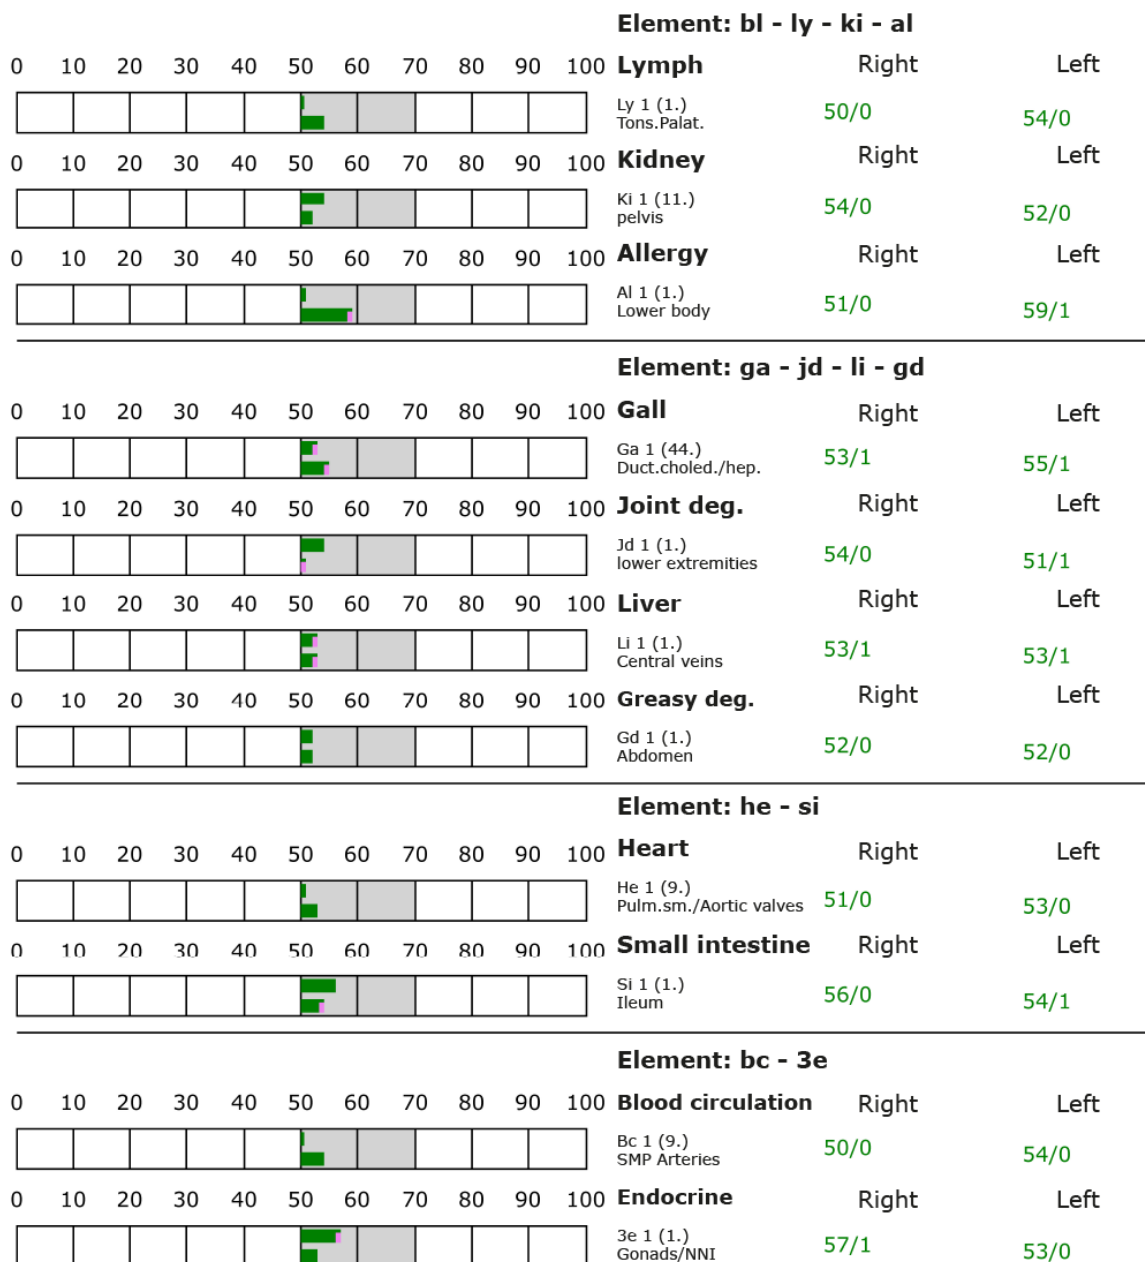 Element: bl - ly - ki - al
0 10 20 30 40 50 60 70 80 90 100 Lymph Right Left
Ly 1 (1.) 50/0 54/0
Tons.Palat.
0 10 20 30 40 50 60 70 80 90 100 Kidney Right Left
Ki 1 (11.) 54/0 52/0
pelvis
0 10 20 30 40 50 60 70 80 90 100 Allergy Right Left
Al 1 (1.) 51/0 59/1
Lower body
Element: ga - jd - li - gd
0 10 20 30 40 50 60 70 80 90 100 Gall Right Left
Ga 1 (44.) 53/1 55/1
Duct.choled./hep.
0 10 20 30 40 50 60 70 80 90 100 Joint deg. Right Left
Jd 1 (1.) 54/0 51/1
lower extremities
0 10 20 30 40 50 60 70 80 90 100 Liver Right Left
Li 1 (1.) 53/1 53/1
Central veins
0 10 20 30 40 50 60 70 80 90 100 Greasy deg. Right Left
Gd 1 (1.) 52/0 52/0
Abdomen
Element: he - si
0 10 20 30 40 50 60 70 80 90 100 Heart Right Left
He 1 (9.) 51/0 53/0
Pulm.sm./Aortic valves
0 10 20 30 40 50 60 70 80 90 100 Small intestine Right Left
Si 1 (1.) 56/0 54/1
Ileum
Element: bc - 3e
0 10 20 30 40 50 60 70 80 90 100 Blood circulation Right Left
Bc 1 (9.) 50/0 54/0
SMP Arteries
0 10 20 30 40 50 60 70 80 90 100 Endocrine Right Left
3e 1 (1.) 57/1 53/0
Gonads/NNI